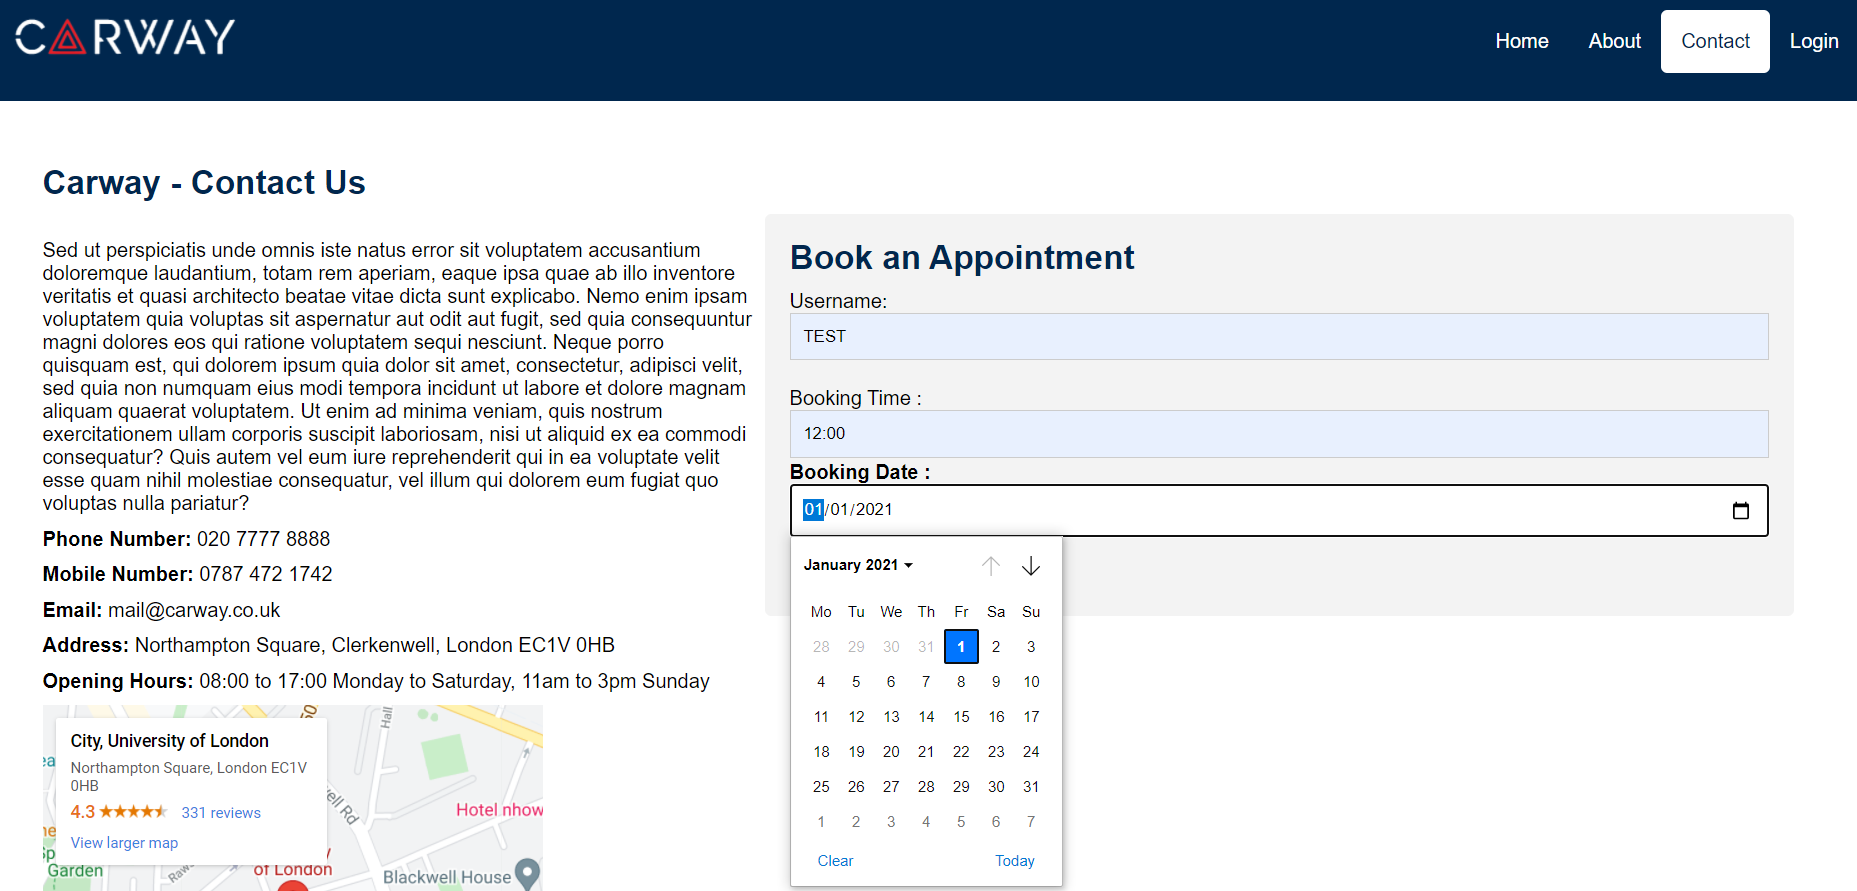 CARWAY
Home About Contact Login
Carway - Contact Us
Sed ut perspiciatis unde omnis iste natus error sit voluptatem accusantium
doloremque laudantium, totam rem aperiam, eaque ipsa quae ab illo inventore
veritatis et quasi architecto beatae vitae dicta sunt explicabo. Nemo enim ipsam
voluptatem quia voluptas sit aspernatur aut odit aut fugit, sed quia consequuntur
magni dolores eos qui ratione voluptatem sequi nesciunt. Neque porro
quisquam est, qui dolorem ipsum quia dolor sit amet, consectetur, adipisci velit,
sed quia non numquam eius modi tempora incidunt ut labore et dolore magnam
aliquam quaerat voluptatem. Ut enim ad minima veniam, quis nostrum
exercitationem ullam corporis suscipit laboriosam, nisi ut aliquid ex ea commodi
consequatur? Quis autem vel eum iure reprehenderit qui in ea voluptate velit
esse quam nihil molestiae consequatur, vel illum qui dolorem eum fugiat quo
voluptas nulla pariatur?
Phone Number: 020 7777 8888
Mobile Number: 0787 472 1742
Email: mail@carway.co.uk
Address: Northampton Square, Clerkenwell, London EC1V 0HB
Opening Hours: 08:00 to 17:00 Monday to Saturday, 11am to 3pm Sunday
City, University of London
Northampton Square, London EC1V
0HB
4.3 331 reviews
View larger map
Garden
of London
Hall
ell Rd
Hotel nhow
Blackwell House
Book an Appointment
Username:
TEST
Booking Time :
12:00
Booking Date :
01/01/2021
January 2021
Mo Tu We Th Fr Sa Su
28 29 30 31 1 2 3
4 5 6 7 8 9 10
11 12 13 14 15 16 17
18 19 20 21 22 23 24
25 26 27 28 29 30 31
1 2 3 4 5 6 7
Clear Today